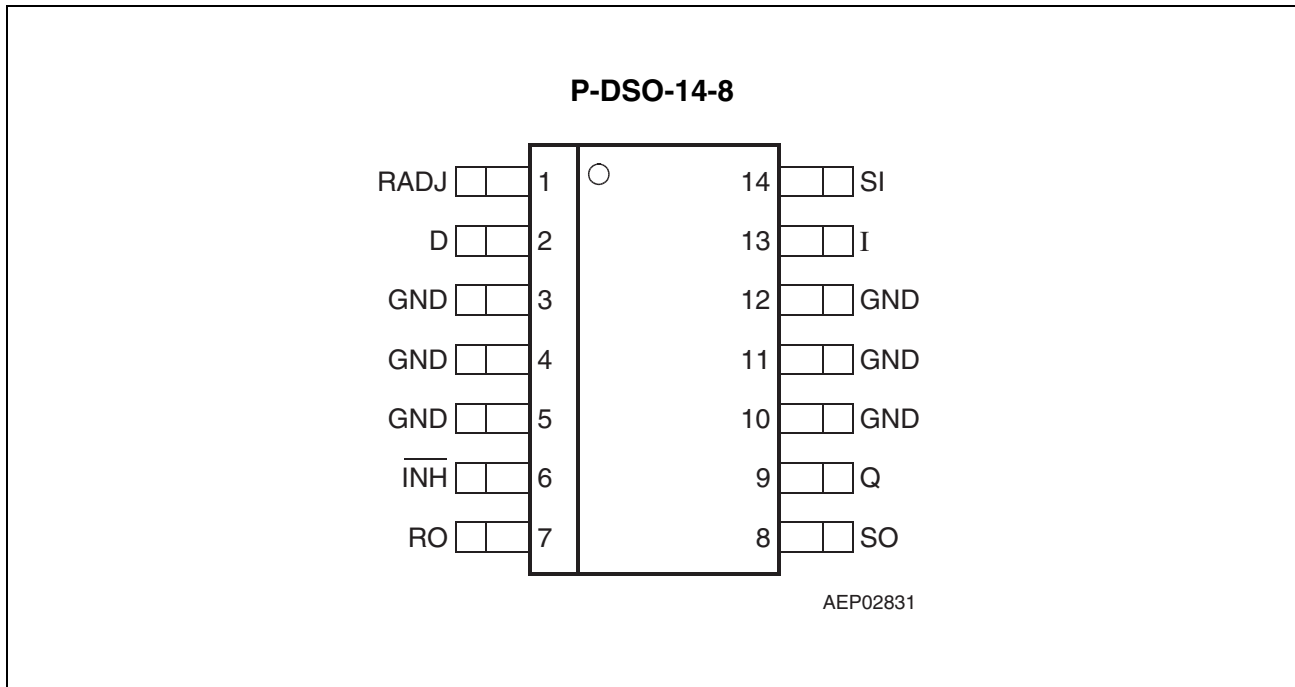 P-DSO-14-8
RADJ 1 14 SI
D 2 13 I
GND 3 12 GND
GND 4 11 GND
GND 5 10 GND
INH 6 9 Q
RO 7 8 SO
AEP02831